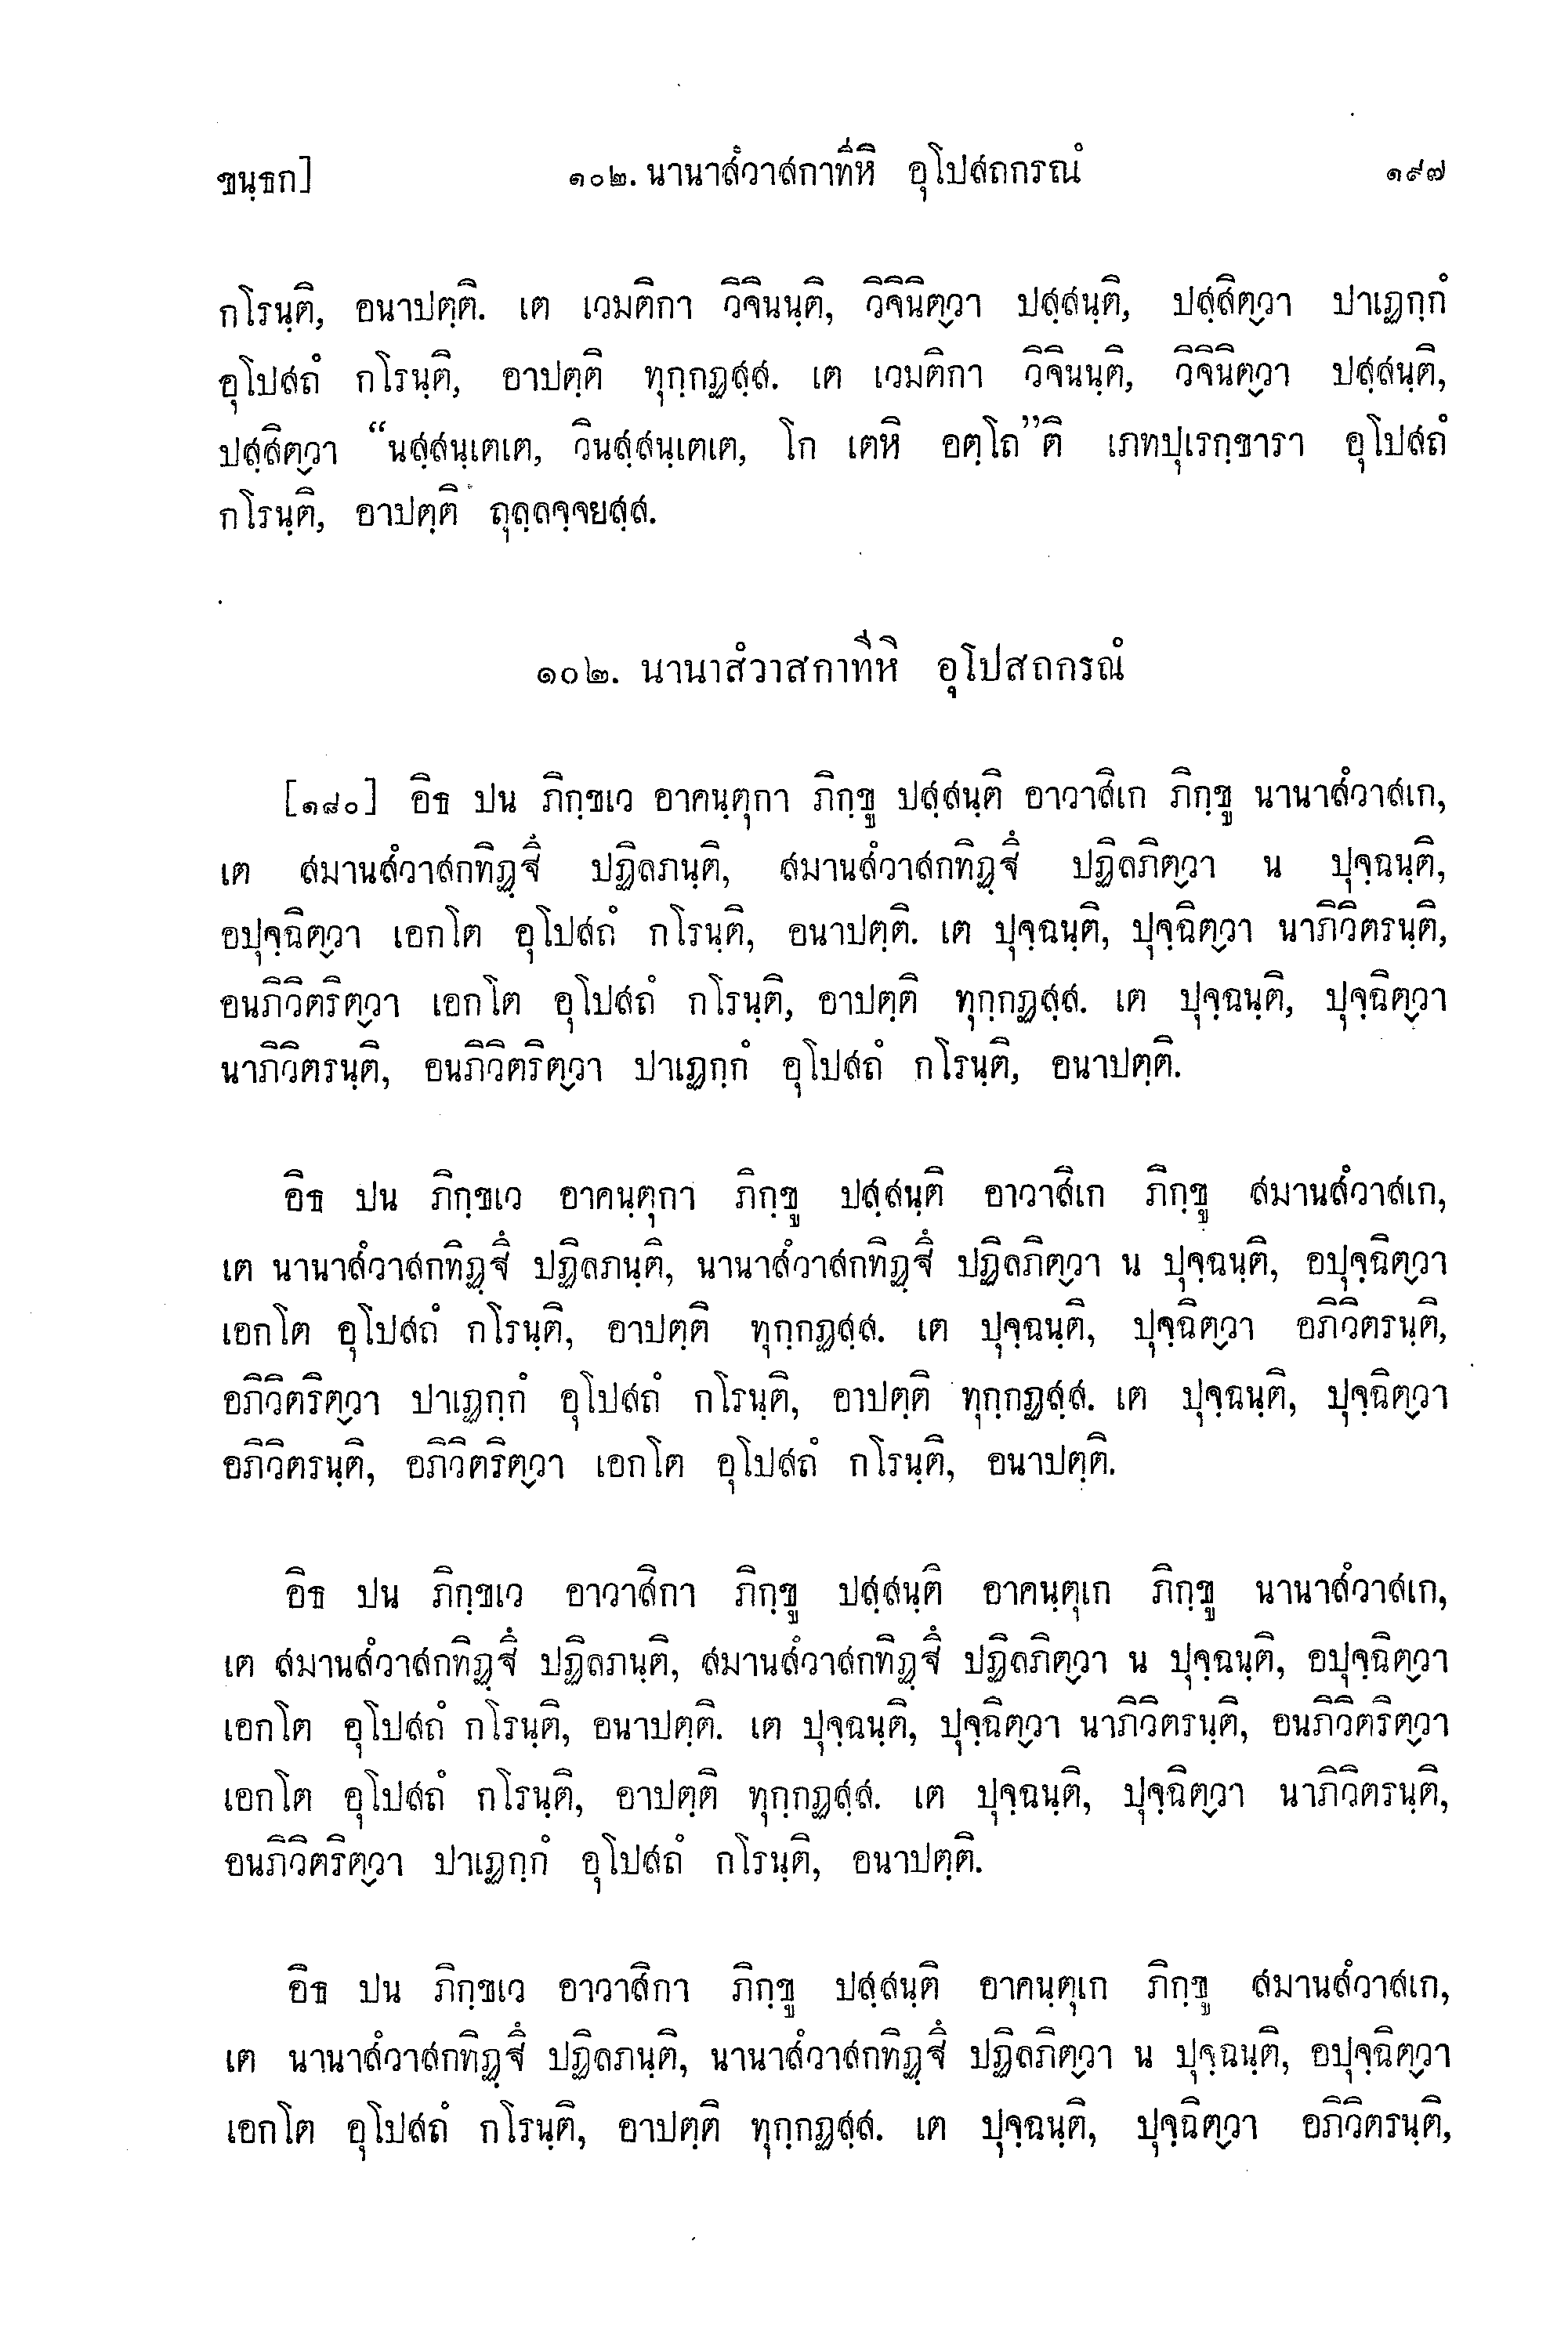 ขนฺธก]
๑๐๒. นานาสํวาสกาทีหิ อุโปสถกรณํ
๑๙๗
กโรนฺติ, อนาปตฺติ. เต เวมติกา วิจินนฺติ, วิจินิตฺวา ปสฺสนฺติ, ปสฺสิตฺวา ปาเฏกฺกํ
อุโปสถํ กโรนฺติ, อาปตฺติ ทุกฺกฏสฺส. เต เวมติกา วิจินนฺติ, วิจินิตฺวา ปสฺสนฺติ,
ปสฺสิตฺวา “นสฺสนฺเตเต, วินสฺสนฺเตเต, โก เตหิ อตฺโถ”ติ เภทปุเรกฺขารา อุโปสถํ
กโรนฺติ, อาปตฺติ ถุลฺลจฺจยสฺส.
๑๐๒. นานาสํวาสกาทีหิ อุโปสถกรณํ
[๑๘๐] อิธ ปน ภิกฺขเว อาคนฺตุกา ภิกฺขู ปสฺสนฺติ อาวาสิเก ภิกฺขู นานาสํวาสเก,
เต สมานสํวาสกทิฏฺฐึ ปฏิลภนฺติ, สมานสํวาสกทิฏฺฐึ ปฏิลภิตฺวา น ปุจฺฉนฺติ,
อปุจฺฉิตฺวา เอกโต อุโปสถํ กโรนฺติ, อนาปตฺติ. เต ปุจฺฉนฺติ, ปุจฺฉิตฺวา นาภิวิตรนฺติ,
อนภิวิตริตฺวา เอกโต อุโปสถํ กโรนฺติ, อาปตฺติ ทุกฺกฏสฺส. เต ปุจฺฉนฺติ, ปุจฺฉิตฺวา
นาภิวิตรนฺติ, อนภิวิตริตฺวา ปาเฏกฺกํ อุโปสถํ กโรนฺติ, อนาปตฺติ.
อิธ ปน ภิกฺขเว อาคนฺตุกา ภิกฺขู ปสฺสนฺติ อาวาสิเก ภิกฺขู สมานสํวาสเก,
เต นานาสํวาสกทิฏฺฐึ ปฏิลภนฺติ, นานาสํวาสกทิฏฺฐึ ปฏิลภิตฺวา น ปุจฺฉนฺติ, อปุจฺฉิตฺวา
เอกโต อุโปสถํ กโรนฺติ, อาปตฺติ ทุกฺกฏสฺส. เต ปุจฺฉนฺติ, ปุจฺฉิตฺวา อภิวิตรนฺติ,
อภิวิตริตฺวา ปาเฏกฺกํ อุโปสถํ กโรนฺติ, อาปตฺติ ทุกฺกฏสฺส. เต ปุจฺฉนฺติ, ปุจฺฉิตฺวา
อภิวิตรนฺติ, อภิวิตริตฺวา เอกโต อุโปสถํ กโรนฺติ, อนาปตฺติ.
อิธ ปน ภิกฺขเว อาวาสิกา ภิกฺขู ปสฺสนฺติ อาคนฺตุเก ภิกฺขู นานาสํวาสเก,
เต สมานสํวาสกทิฏฺฐึ ปฏิลภนฺติ, สมานสํวาสกทิฏฺฐึ ปฏิลภิตฺวา น ปุจฺฉนฺติ, อปุจฺฉิตฺวา
เอกโต อุโปสถํ กโรนฺติ, อนาปตฺติ. เต ปุจฺฉนฺติ, ปุจฺฉิตฺวา นาภิวิตรนฺติ, อนภิวิตริตฺวา
เอกโต อุโปสถํ กโรนฺติ, อาปตฺติ ทุกฺกฏสฺส. เต ปุจฺฉนฺติ, ปุจฺฉิตฺวา นาภิวิตรนฺติ,
อนภิวิตริตฺวา ปาเฏกฺกํ อุโปสถํ กโรนฺติ, อนาปตฺติ.
อิธ ปน ภิกฺขเว อาวาสิกา ภิกฺขู ปสฺสนฺติ อาคนฺตุเก ภิกฺขู สมานสํวาสเก,
เต นานาสํวาสกทิฏฺฐึ ปฏิลภนฺติ, นานาสํวาสกทิฏฺฐึ ปฏิลภิตฺวา น ปุจฺฉนฺติ, อปุจฺฉิตฺวา
เอกโต อุโปสถํ กโรนฺติ, อาปตฺติ ทุกฺกฏสฺส. เต ปุจฺฉนฺติ, ปุจฺฉิตฺวา อภิวิตรนฺติ,